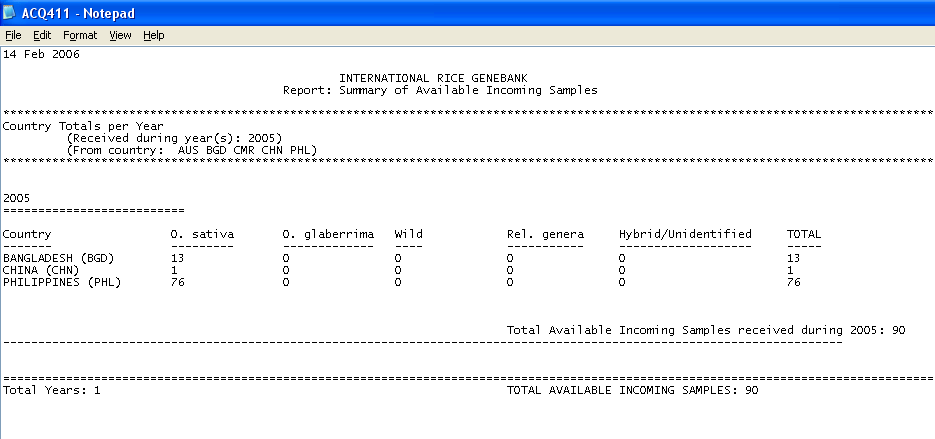 ACQ411 - Notepad
File Edit Format View Help
14 Feb 2006
INTERNATIONAL RICE GENEBANK
Report: Summary of Available Incoming Samples
*************************************************************************************************************************************
Country Totals per Year
(Received during year(s): 2005)
(From country: AUS BGD CMR CHN PHL)
*************************************************************************************************************************************
2005
==========================
Country O. sativa O. glaberrima Wild Rel. genera Hybrid/Unidentified TOTAL
------- --------- ------------- ---- ----------- ------------------- -----
BANGLADESH (BGD) 13 0 0 0 0 13
CHINA (CHN) 1 0 0 0 0 1
PHILIPPINES (PHL) 76 0 0 0 0 76
Total Available Incoming Samples received during 2005: 90
------------------------------------------------------------------------------------------------------------------------
=====================================================================================================================================
Total Years: 1 TOTAL AVAILABLE INCOMING SAMPLES: 90